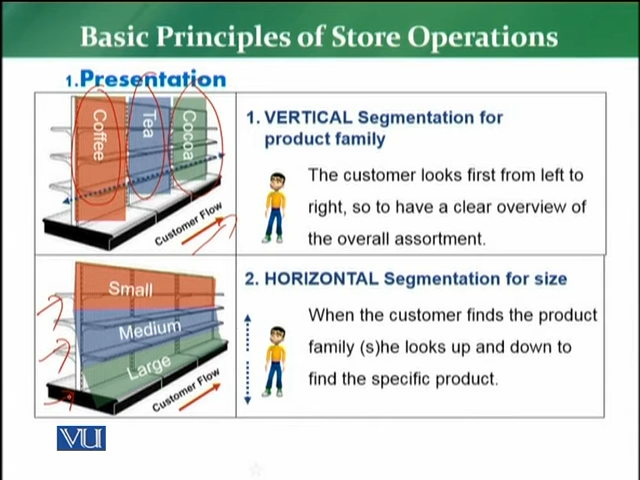 Basic Principles of Store Operations
1.Presentation
Coffee
Tea
Cocoa
Customer Flow
1. VERTICAL Segmentation for
product family
The customer looks first from left to
right, so to have a clear overview of
the overall assortment.
Small
Medium
Large
Customer Flow
2. HORIZONTAL Segmentation for size
When the customer finds the product
family (s)he looks up and down to
find the specific product.
VU